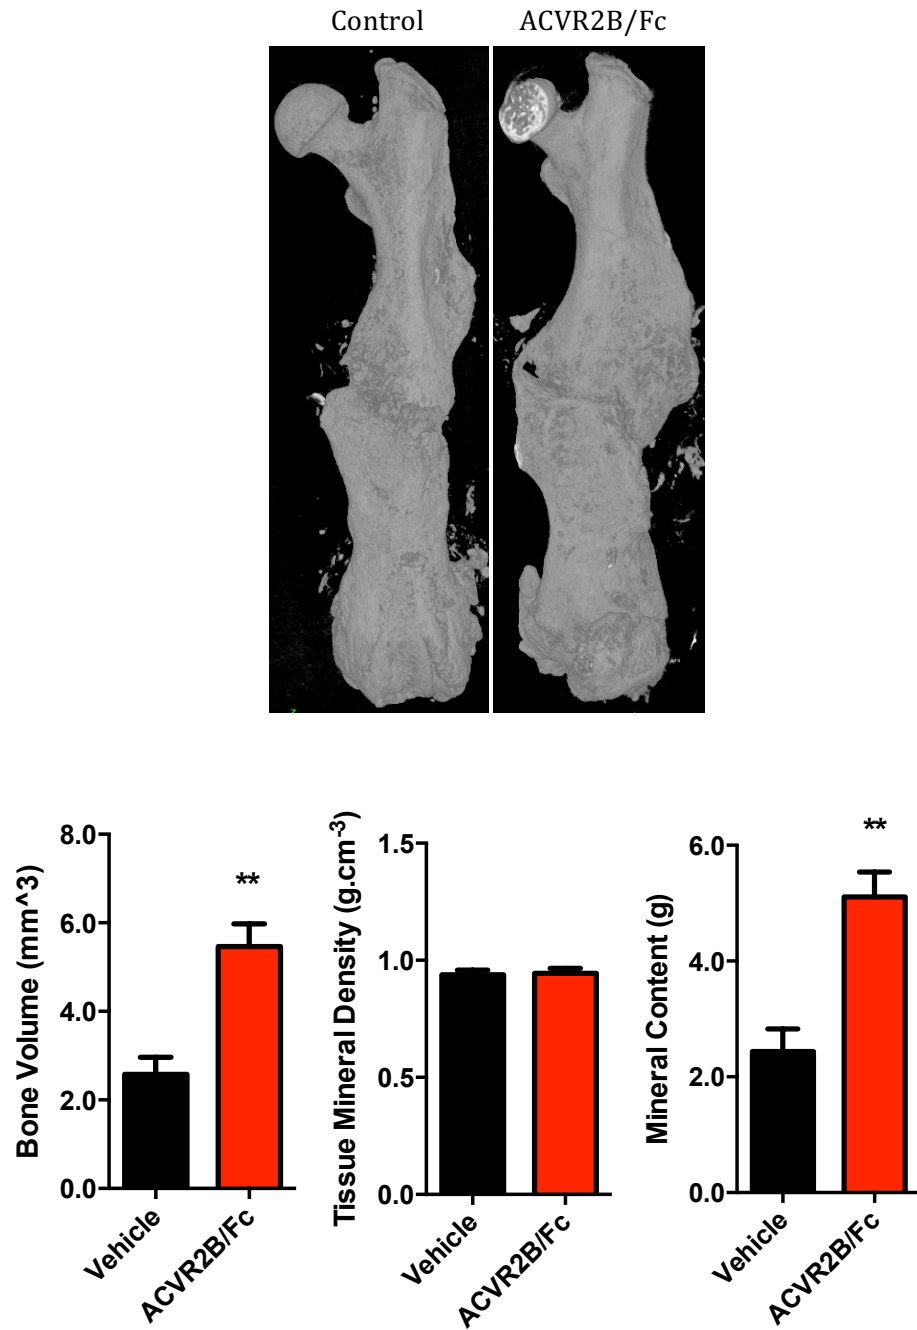 Control ACVR2B/Fc
Bone Volume (mm^3)
8.0
6.0
4.0
2.0
0.0
**
Vehicle
ACVR2B/Fc
Tissue Mineral Density (g.cm-3)
1.5
1.0
0.5
0.0
Vehicle
ACVR2B/Fc
Mineral Content (g)
6.0
4.0
2.0
0.0
**
Vehicle
ACVR2B/Fc